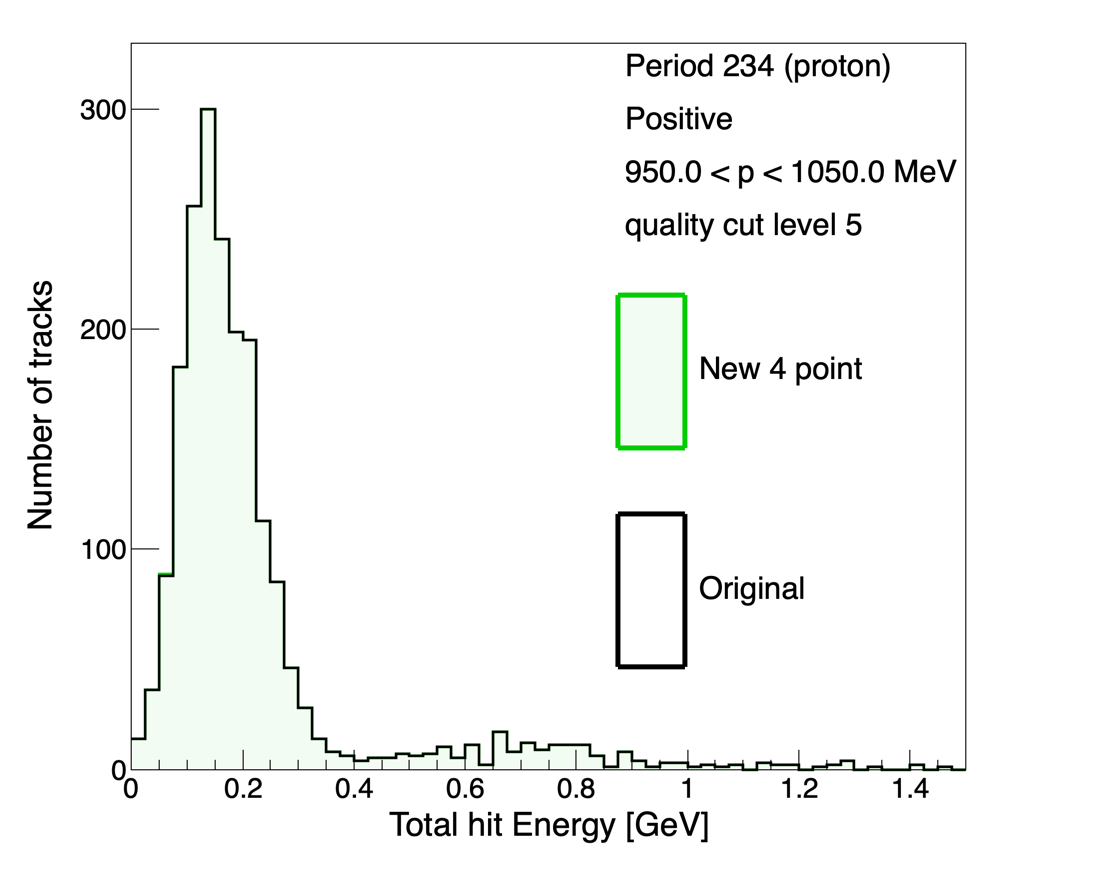 Period 234 (proton)
Positive
950.0 < p < 1050.0 MeV
quality cut level 5
New 4 point
Original
Number of tracks
300
200
100
0
0 0.2 0.4 0.6 0.8 1 1.2 1.4
Total hit Energy [GeV]